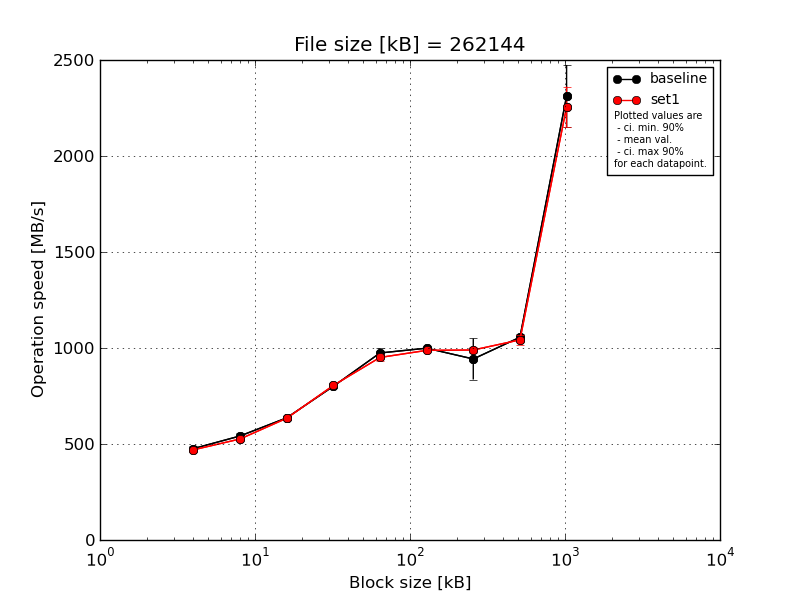 File size [kB] = 262144
2500
2000
1500
1000
500
0
Operation speed [MB/s]
baseline
set1
Plotted values are
- ci. min. 90%
- mean val.
- ci. max 90%
for each datapoint.
10^0
10^1
10^2
10^3
10^4
Block size [kB]